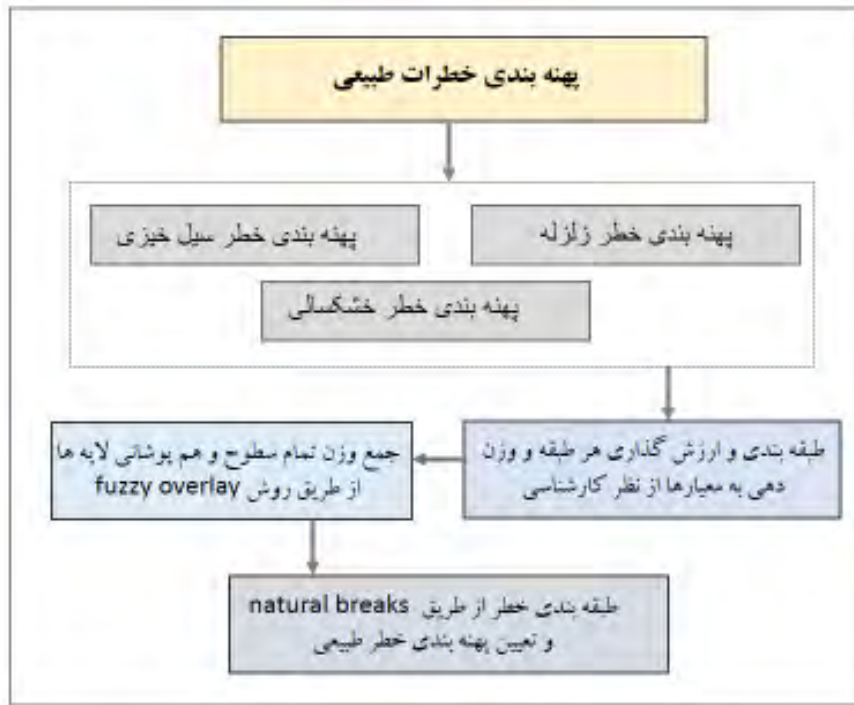 پهنه بندی خطرات طبیعی
پهنه بندی خطر زلزله
پهنه بندی خطر سیل خیزی
پهنه بندی خطر خشکسالی
طبقه بندی و ارزش گذاری هر طبقه و وزن
دهی به معیارها از نظر کارشناسی
جمع وزن تمام سطوح و هم پوشانی لایه ها
از طریق روش fuzzy overlay
طبقه بندی خطر از طریق natural breaks
و تعیین پهنه بندی خطر طبیعی